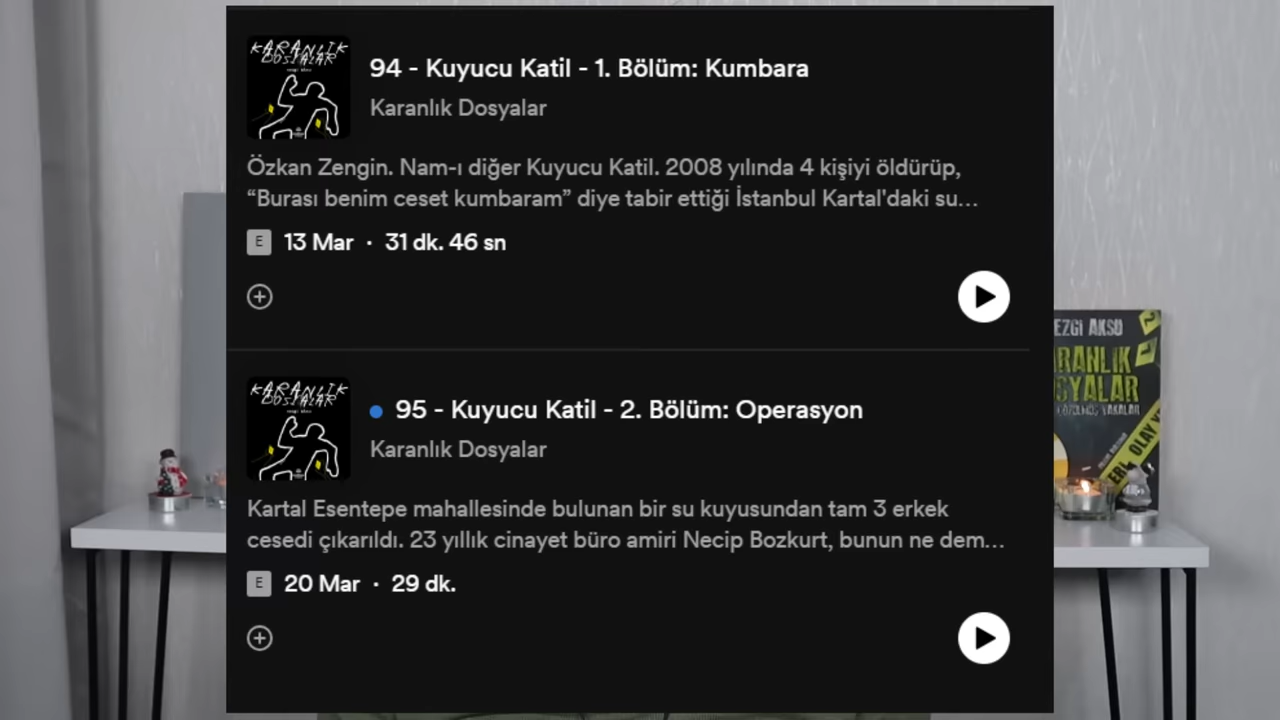 KARANLIK
DOSYALAR
94 - Kuyucu Katil - 1. Bölüm: Kumbara
Karanlık Dosyalar
Özkan Zengin. Nam-ı diğer Kuyucu Katil. 2008 yılında 4 kişiyi öldürüp,
“Burası benim ceset kumbaram” diye tabir ettiği İstanbul Kartal'daki su...
E 13 Mar · 31 dk. 46 sn
KARANLIK
DOSYALAR
95 - Kuyucu Katil - 2. Bölüm: Operasyon
Karanlık Dosyalar
Kartal Esentepe mahallesinde bulunan bir su kuyusundan tam 3 erkek
cesedi çıkarıldı. 23 yıllık cinayet büro amiri Necip Bozkurt, bunun ne dem...
E 20 Mar · 29 dk.
EZGİ AKSU
RANLIK
SYALAR
OLAY